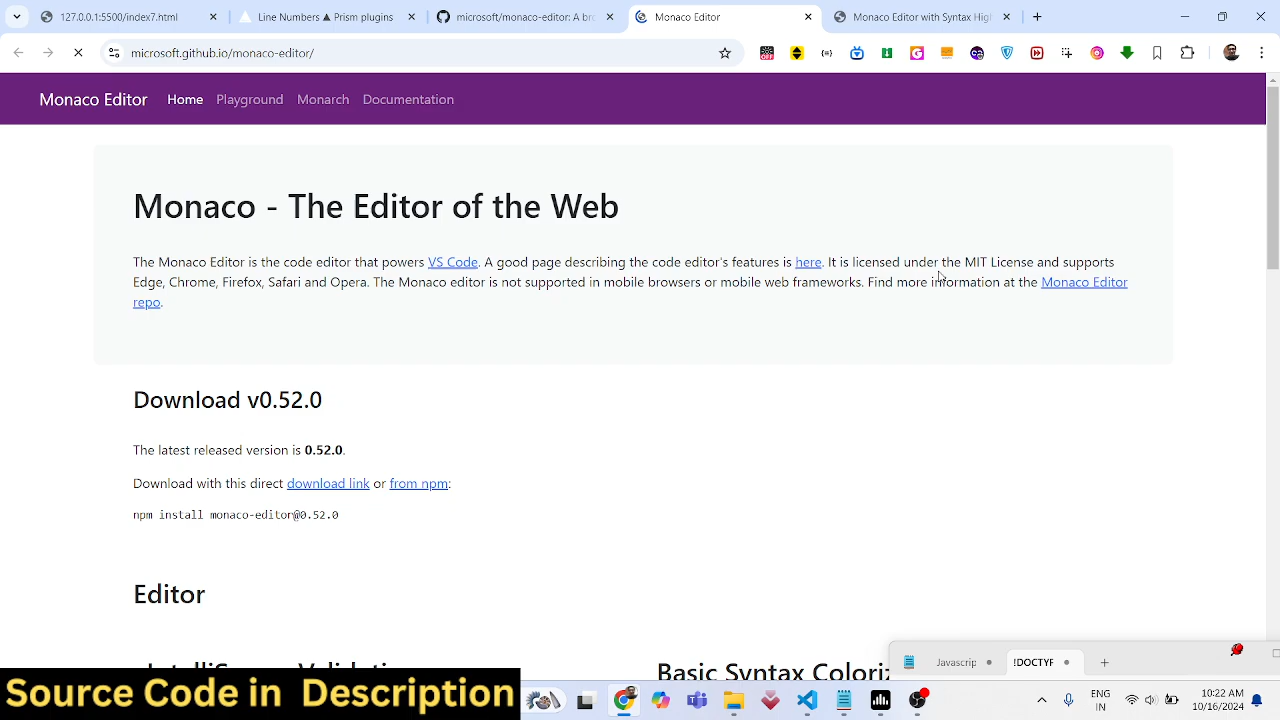 127.0.0.1:5500/index7.html
Line Numbers ▲ Prism plugins
microsoft/monaco-editor: A bro
Monaco Editor
Monaco Editor with Syntax High
microsoft.github.io/monaco-editor/
Monaco Editor
Home
Playground
Monarch
Documentation
Monaco - The Editor of the Web
The Monaco Editor is the code editor that powers VS Code. A good page describing the code editor's features is here. It is licensed under the MIT License and supports
Edge, Chrome, Firefox, Safari and Opera. The Monaco editor is not supported in mobile browsers or mobile web frameworks. Find more information at the Monaco Editor
repo.
Download v0.52.0
The latest released version is 0.52.0.
Download with this direct download link or from npm:
npm install monaco-editor@0.52.0
Editor
Basic Syntax Coloriz
Javascrip
!DOCTYF
Source Code in Description
ENG
IN
10:22 AM
10/16/2024